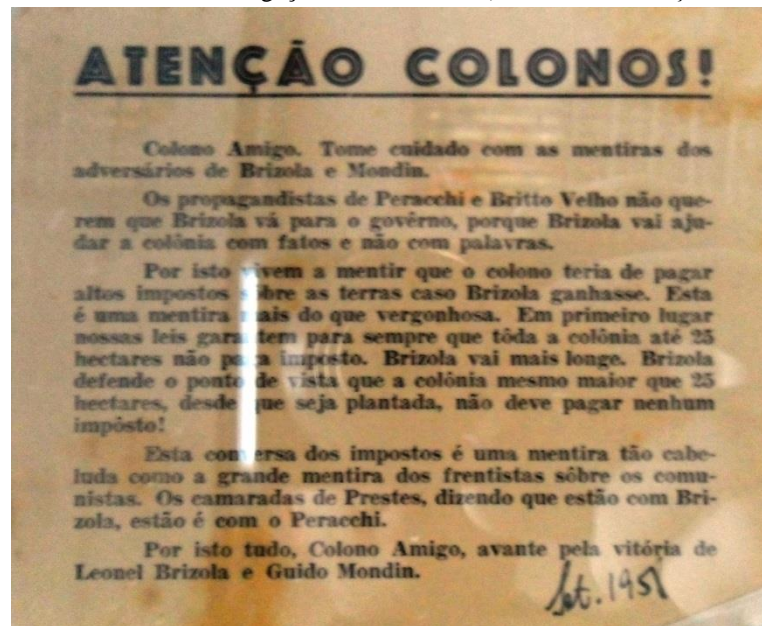 ATENÇÃO COLONOS!
Colono Amigo. Tome cuidado com as mentiras dos
adversários de Brizola e Mondin.
Os propagandistas de Peracchi e Britto Velho não que-
rem que Brizola vá para o govêrno, porque Brizola vai aju-
dar a colônia com fatos e não com palavras.
Por isto vivem a mentir que o colono teria de pagar
altos impostos sôbre as terras caso Brizola ganhasse. Esta
é uma mentira mais do que vergonhosa. Em primeiro lugar
nossas leis garantem para sempre que tôda a colônia até 25
hectares não paga imposto. Brizola vai mais longe. Brizola
defende o ponto de vista que a colônia mesmo maior que 25
hectares, desde que seja plantada, não deve pagar nenhum
impôsto!
Esta conversa dos impostos é uma mentira tão cabe-
luda como a grande mentira dos frentistas sôbre os comu-
nistas. Os camaradas de Prestes, dizendo que estão com Bri-
zola, estão é com o Peracchi.
Por isto tudo, Colono Amigo, avante pela vitória de
Leonel Brizola e Guido Mondin.
Set.